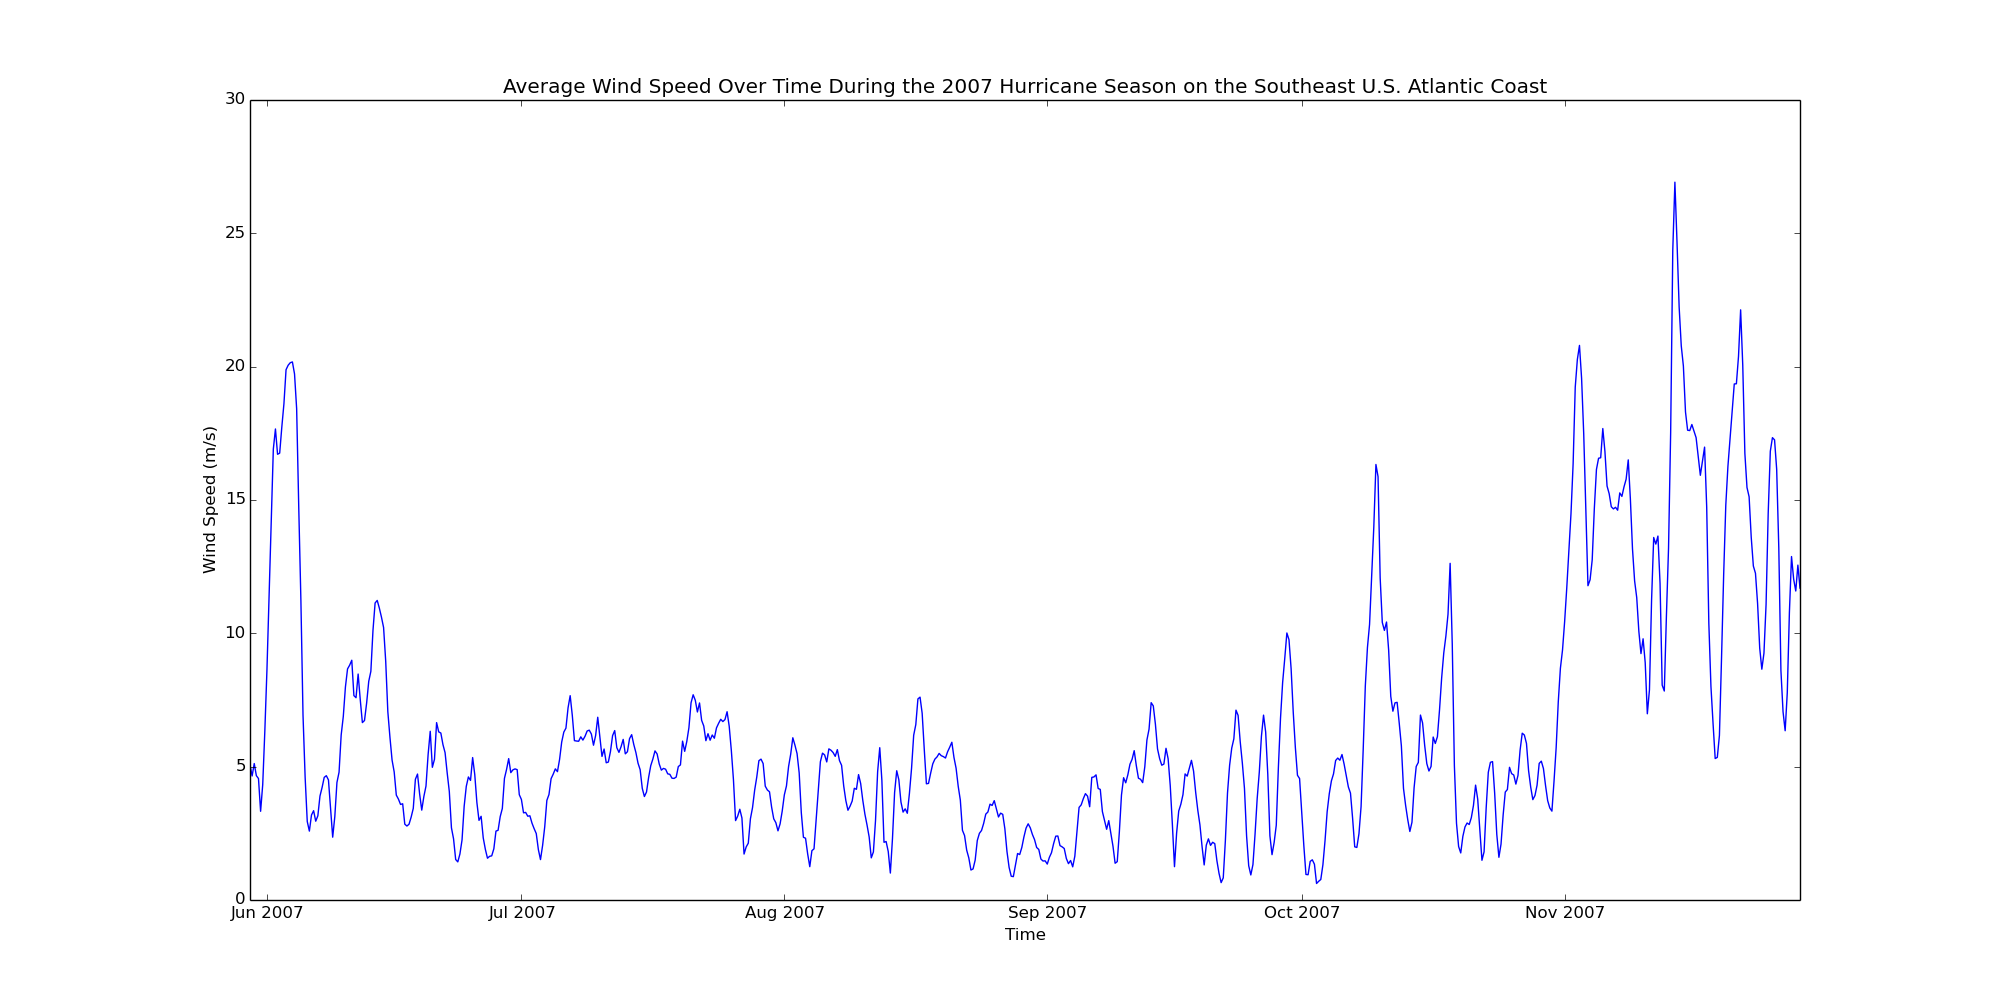 Average Wind Speed Over Time During the 2007 Hurricane Season on the Southeast U.S. Atlantic Coast
30
25
20
15
10
5
0
Wind Speed (m/s)
Jun 2007 Jul 2007 Aug 2007 Sep 2007 Oct 2007 Nov 2007
Time